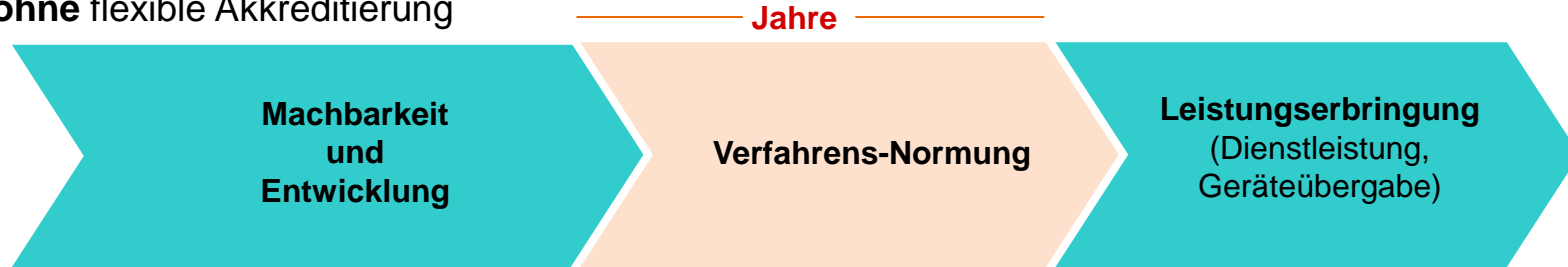 ohne flexible Akkreditierung
Jahre
Machbarkeit
und
Entwicklung
Verfahrens-Normung
Leistungserbringung
(Dienstleistung,
Geräteübergabe)